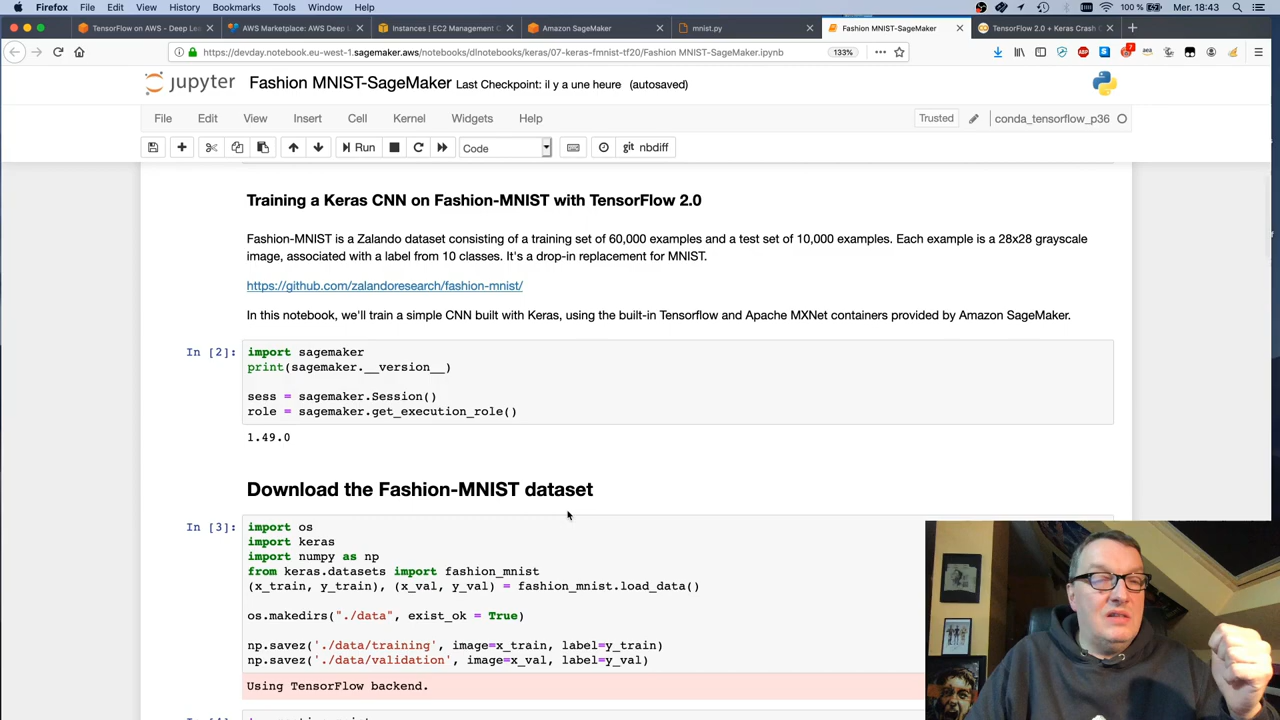 Firefox File Edit View History Bookmarks Tools Window Help 100 % Mer. 18:43
TensorFlow on AWS - Deep Lea
AWS Marketplace: AWS Deep L
Instances | EC2 Management C
Amazon SageMaker
mnist.py
Fashion MNIST-SageMaker
TensorFlow 2.0 + Keras Crash C
https://devday.notebook.eu-west-1.sagemaker.aws/notebooks/dlnotebooks/keras/07-keras-fmnist-tf20/Fashion MNIST-SageMaker.ipynb 133%
jupyter Fashion MNIST-SageMaker Last Checkpoint: il y a une heure (autosaved)
File Edit View Insert Cell Kernel Widgets Help Trusted conda_tensorflow_p36
Run Code git nbdiff
Training a Keras CNN on Fashion-MNIST with TensorFlow 2.0
Fashion-MNIST is a Zalando dataset consisting of a training set of 60,000 examples and a test set of 10,000 examples. Each example is a 28x28 grayscale
image, associated with a label from 10 classes. It's a drop-in replacement for MNIST.
https://github.com/zalandoresearch/fashion-mnist/
In this notebook, we'll train a simple CNN built with Keras, using the built-in Tensorflow and Apache MXNet containers provided by Amazon SageMaker.
In [2]: import sagemaker
print(sagemaker.__version__)
sess = sagemaker.Session()
role = sagemaker.get_execution_role()
1.49.0
Download the Fashion-MNIST dataset
In [3]: import os
import keras
import numpy as np
from keras.datasets import fashion_mnist
(x_train, y_train), (x_val, y_val) = fashion_mnist.load_data()
os.makedirs("./data", exist_ok = True)
np.savez('./data/training', image=x_train, label=y_train)
np.savez('./data/validation', image=x_val, label=y_val)
Using TensorFlow backend.